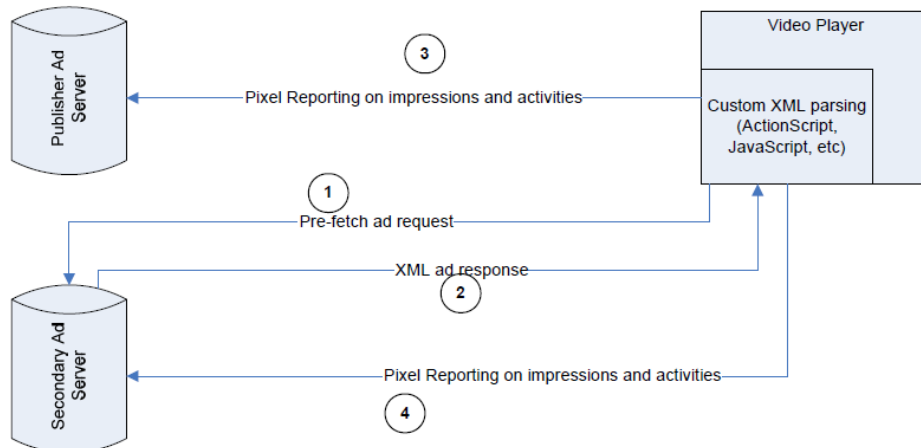 Video Player
3
Publisher Ad
Server
Pixel Reporting on impressions and activities
Custom XML parsing
(ActionScript,
JavaScript, etc)
1
Pre-fetch ad request
XML ad response
2
Secondary Ad
Server
Pixel Reporting on impressions and activities
4